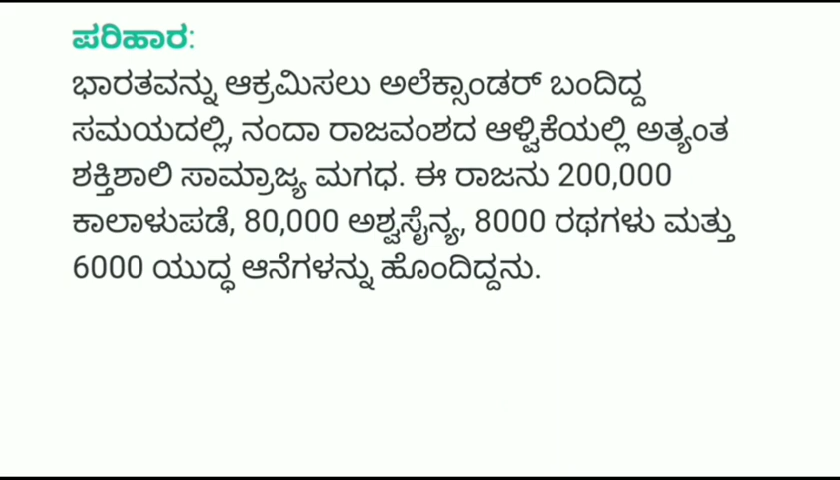 ಪರಿಹಾರ:
ಭಾರತವನ್ನು ಆಕ್ರಮಿಸಲು ಅಲೆಕ್ಸಾಂಡರ್ ಬಂದಿದ್ದ
ಸಮಯದಲ್ಲಿ, ನಂದಾ ರಾಜವಂಶದ ಆಳ್ವಿಕೆಯಲ್ಲಿ ಅತ್ಯಂತ
ಶಕ್ತಿಶಾಲಿ ಸಾಮ್ರಾಜ್ಯ ಮಗಧ. ಈ ರಾಜನು 200,000
ಕಾಲಾಳುಪಡೆ, 80,000 ಅಶ್ವಸೈನ್ಯ, 8000 ರಥಗಳು ಮತ್ತು
6000 ಯುದ್ಧ ಆನೆಗಳನ್ನು ಹೊಂದಿದ್ದನು.